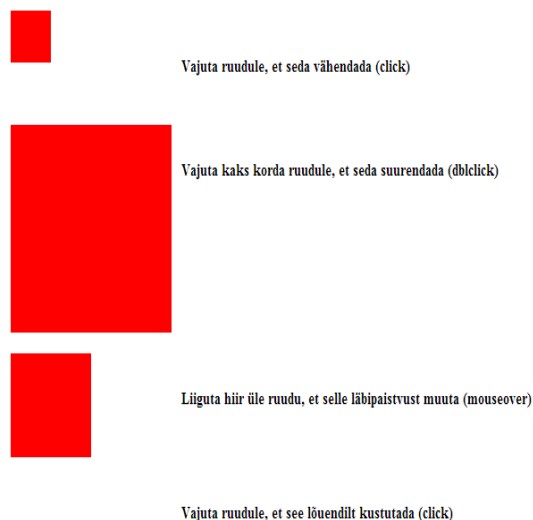 Vajuta ruudule, et seda vähendada (click)
Vajuta kaks korda ruudule, et seda suurendada (dblclick)
Liiguta hiir üle ruudu, et selle läbipaistvust muuta (mouseover)
Vajuta ruudule, et see lõuendilt kustutada (click)